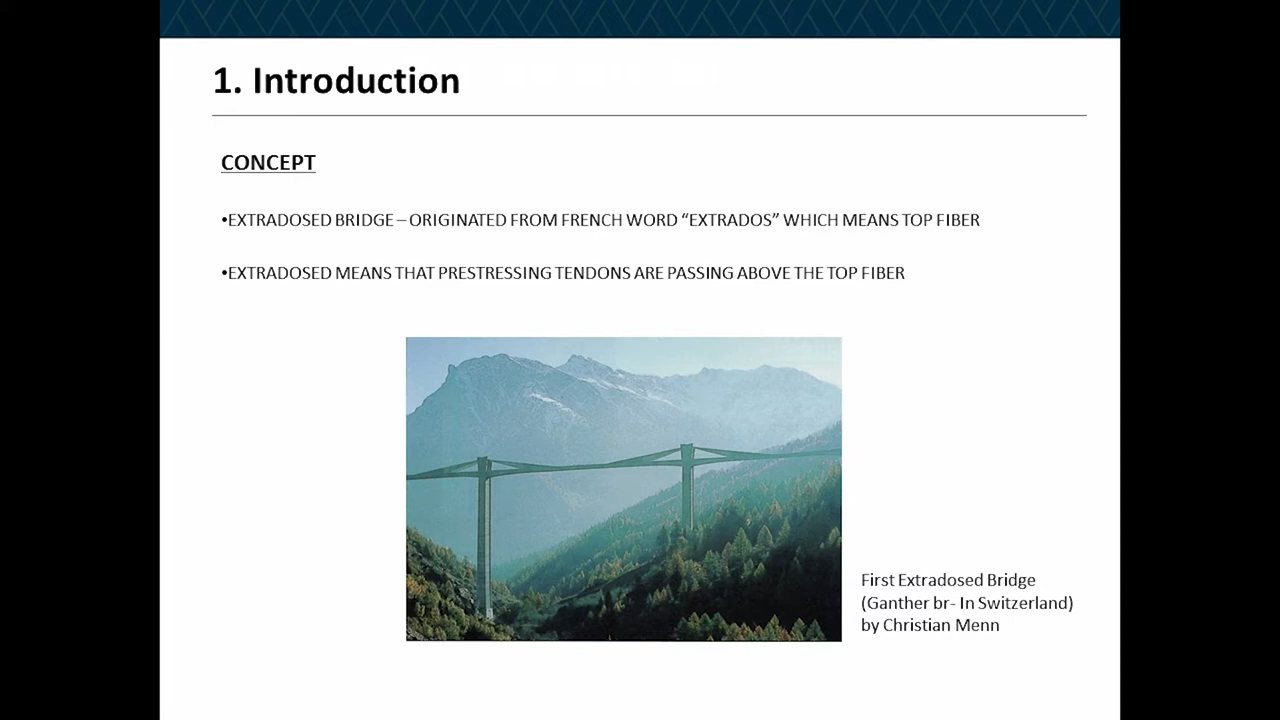 1. Introduction
CONCEPT
•EXTRADOSED BRIDGE – ORIGINATED FROM FRENCH WORD “EXTRADOS” WHICH MEANS TOP FIBER
•EXTRADOSED MEANS THAT PRESTRESSING TENDONS ARE PASSING ABOVE THE TOP FIBER
First Extradosed Bridge
(Ganther br- In Switzerland)
by Christian Menn